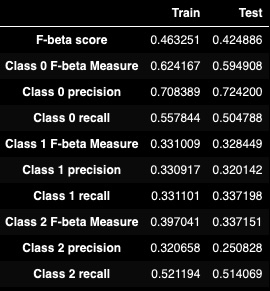 Train Test
F-beta score 0.463251 0.424886
Class 0 F-beta Measure 0.624167 0.594908
Class 0 precision 0.708389 0.724200
Class 0 recall 0.557844 0.504788
Class 1 F-beta Measure 0.331009 0.328449
Class 1 precision 0.330917 0.320142
Class 1 recall 0.331101 0.337198
Class 2 F-beta Measure 0.397041 0.337151
Class 2 precision 0.320658 0.250828
Class 2 recall 0.521194 0.514069